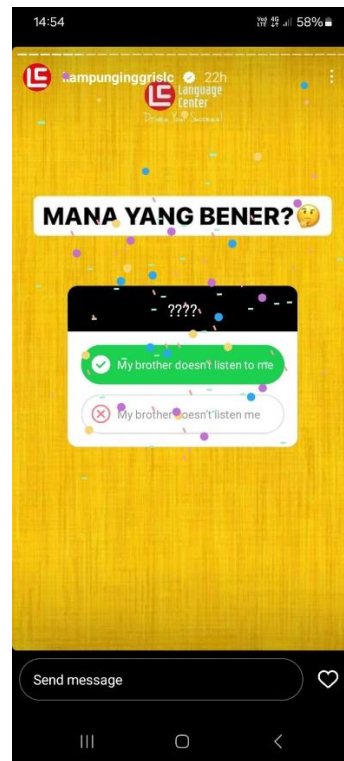 14:54
58%
kampunginggrislc 22h
LC
Language
Center
MANA YANG BENER?🤔
????
My brother doesn't listen to me
My brother doesn't listen me
Send message